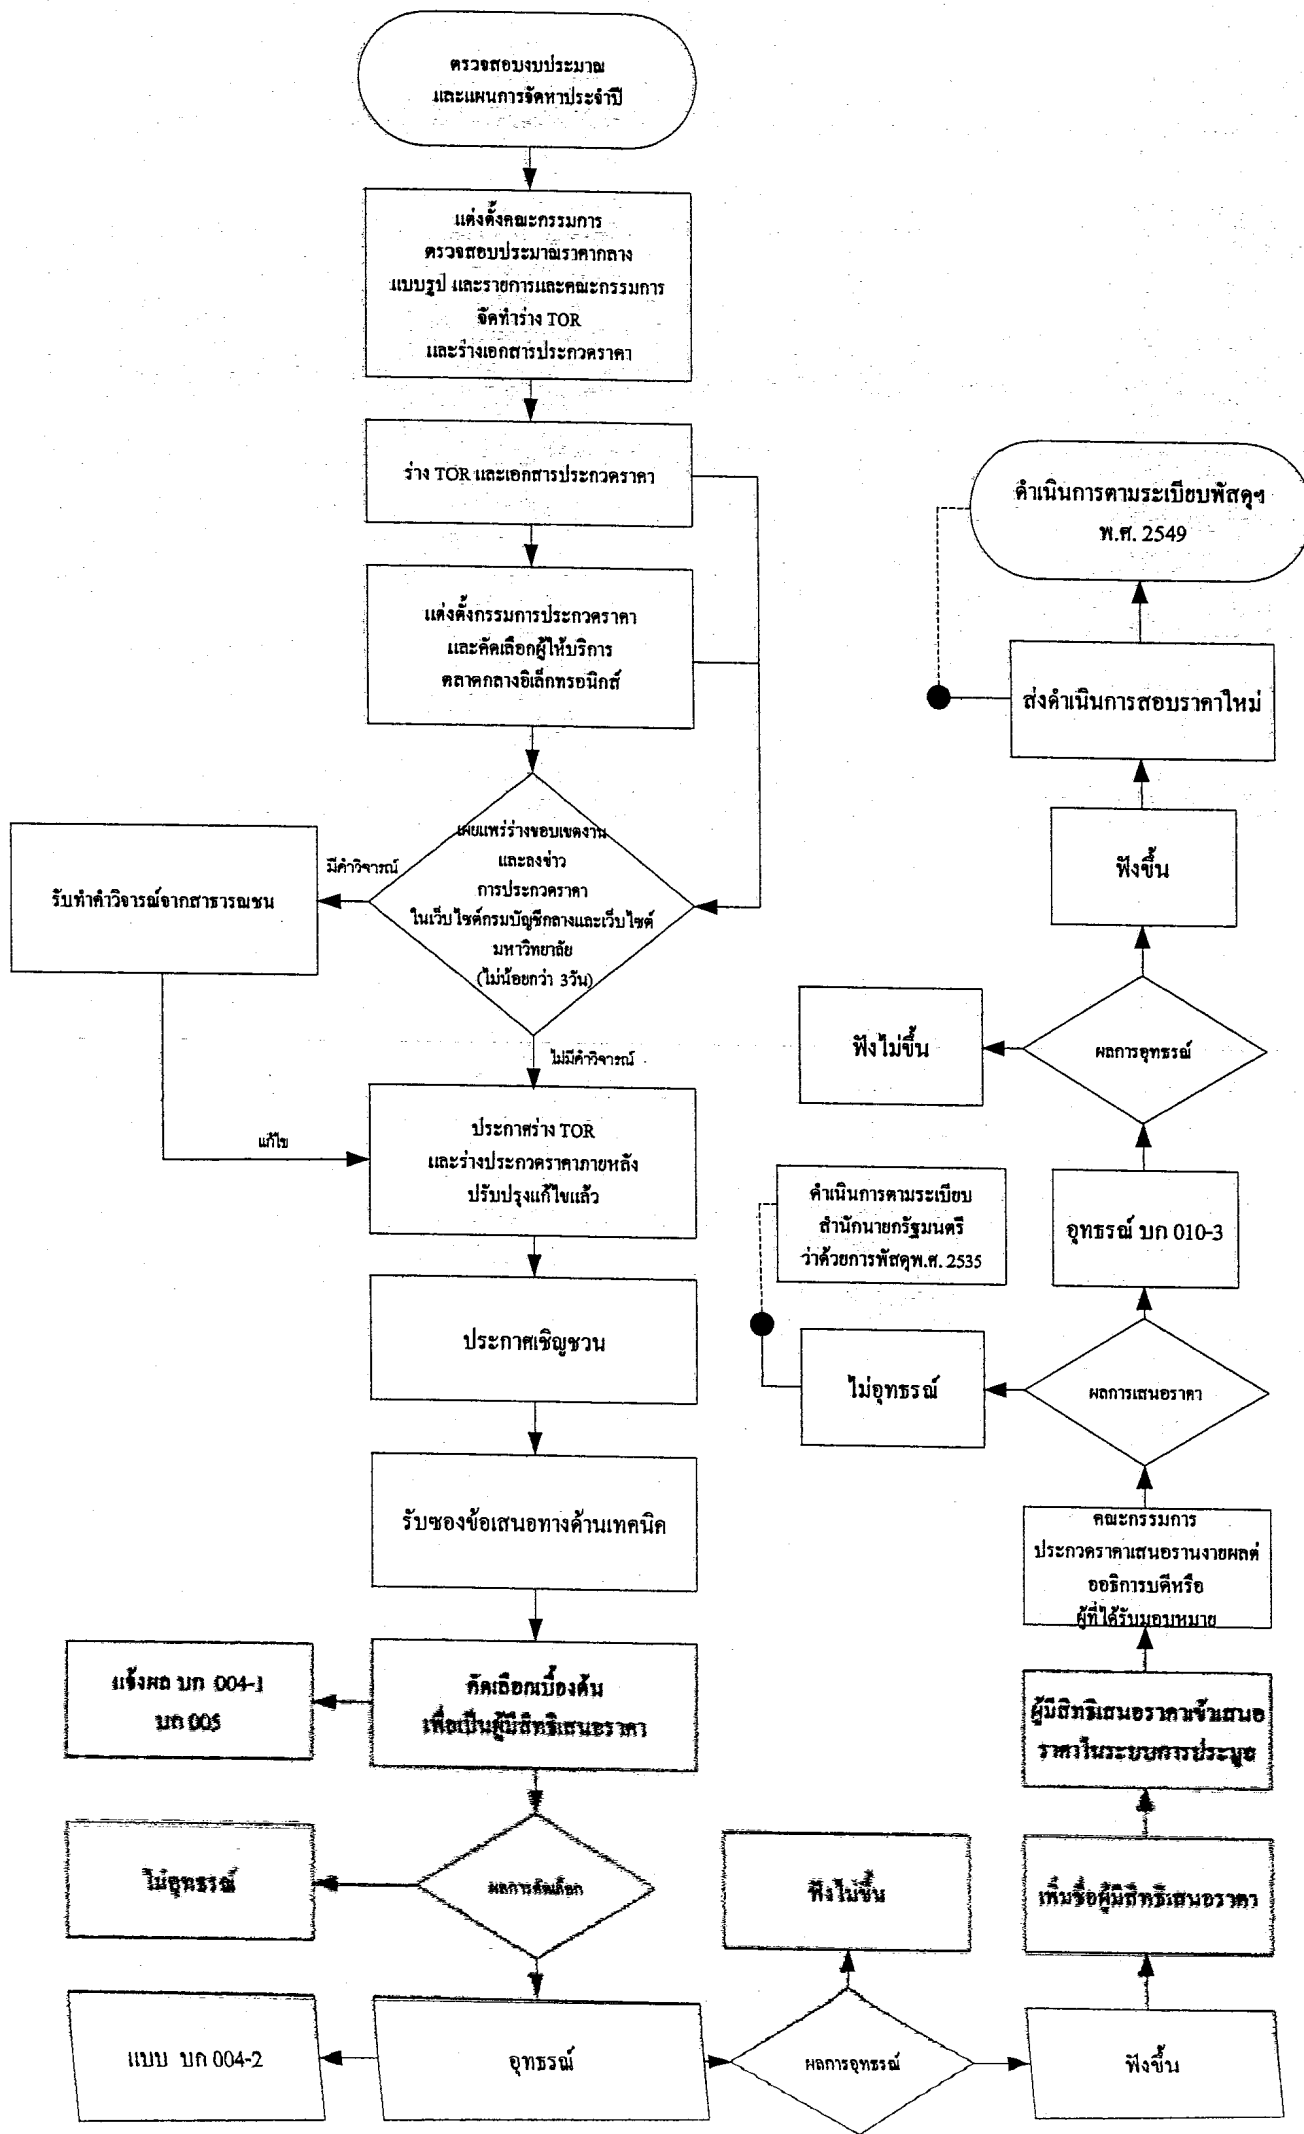 ตรวจสอบงบประมาณ
และแผนการจัดหาประจำปี
แต่งตั้งคณะกรรมการ
ตรวจสอบประมาณราคากลาง
แบบรูป และรายการและคณะกรรมการ
จัดทำร่าง TOR
และร่างเอกสารประกวดราคา
ร่าง TOR และเอกสารประกวดราคา
แต่งตั้งกรรมการประกวดราคา
และคัดเลือกผู้ให้บริการ
ตลาดกลางอิเล็กทรอนิกส์
เผยแพร่ร่างขอบเขตงาน
และลงข่าว
การประกวดราคา
ในเว็บไซต์กรมบัญชีกลางและเว็บไซต์
มหาวิทยาลัย
(ไม่น้อยกว่า 3วัน)
มีคำวิจารณ์
รับทำคำวิจารณ์จากสาธารณชน
ไม่มีคำวิจารณ์
แก้ไข
ประกาศร่าง TOR
และร่างประกวดราคาภายหลัง
ปรับปรุงแก้ไขแล้ว
ประกาศเชิญชวน
รับซองข้อเสนอทางด้านเทคนิค
คัดเลือกเบื้องต้น
เพื่อเป็นผู้มีสิทธิเสนอราคา
แจ้งผล บก 004-1
บก 005
ผลการคัดเลือก
ไม่อุทธรณ์
อุทธรณ์
แบบ บก 004-2
ผลการอุทธรณ์
ฟังไม่ขึ้น
ฟังขึ้น
เพิ่มชื่อผู้มีสิทธิเสนอราคา
ผู้มีสิทธิเสนอราคาเข้าเสนอ
ราคาในระบบการประมูล
คณะกรรมการ
ประกวดราคาเสนอรานงายผลต่
ออธิการบดีหรือ
ผู้ที่ได้รับมอบหมาย
ผลการเสนอราคา
ไม่อุทธรณ์
ดำเนินการตามระเบียบ
สำนักนายกรัฐมนตรี
ว่าด้วยการพัสดุพ.ศ. 2535
อุทธรณ์ บก 010-3
ผลการอุทธรณ์
ฟังไม่ขึ้น
ฟังขึ้น
ส่งดำเนินการสอบราคาใหม่
ดำเนินการตามระเบียบพัสดุฯ
พ.ศ. 2549